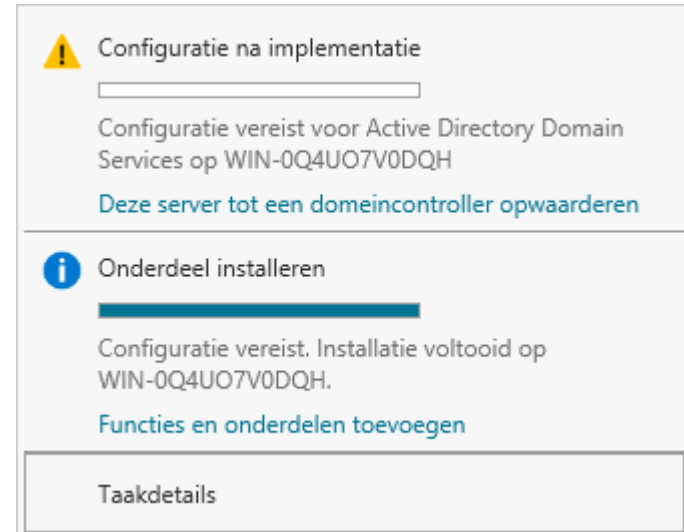 Configuratie na implementatie
Configuratie vereist voor Active Directory Domain
Services op WIN-0Q4UO7V0DQH
Deze server tot een domeincontroller opwaarderen
Onderdeel installeren
Configuratie vereist. Installatie voltooid op
WIN-0Q4UO7V0DQH.
Functies en onderdelen toevoegen
Taakdetails